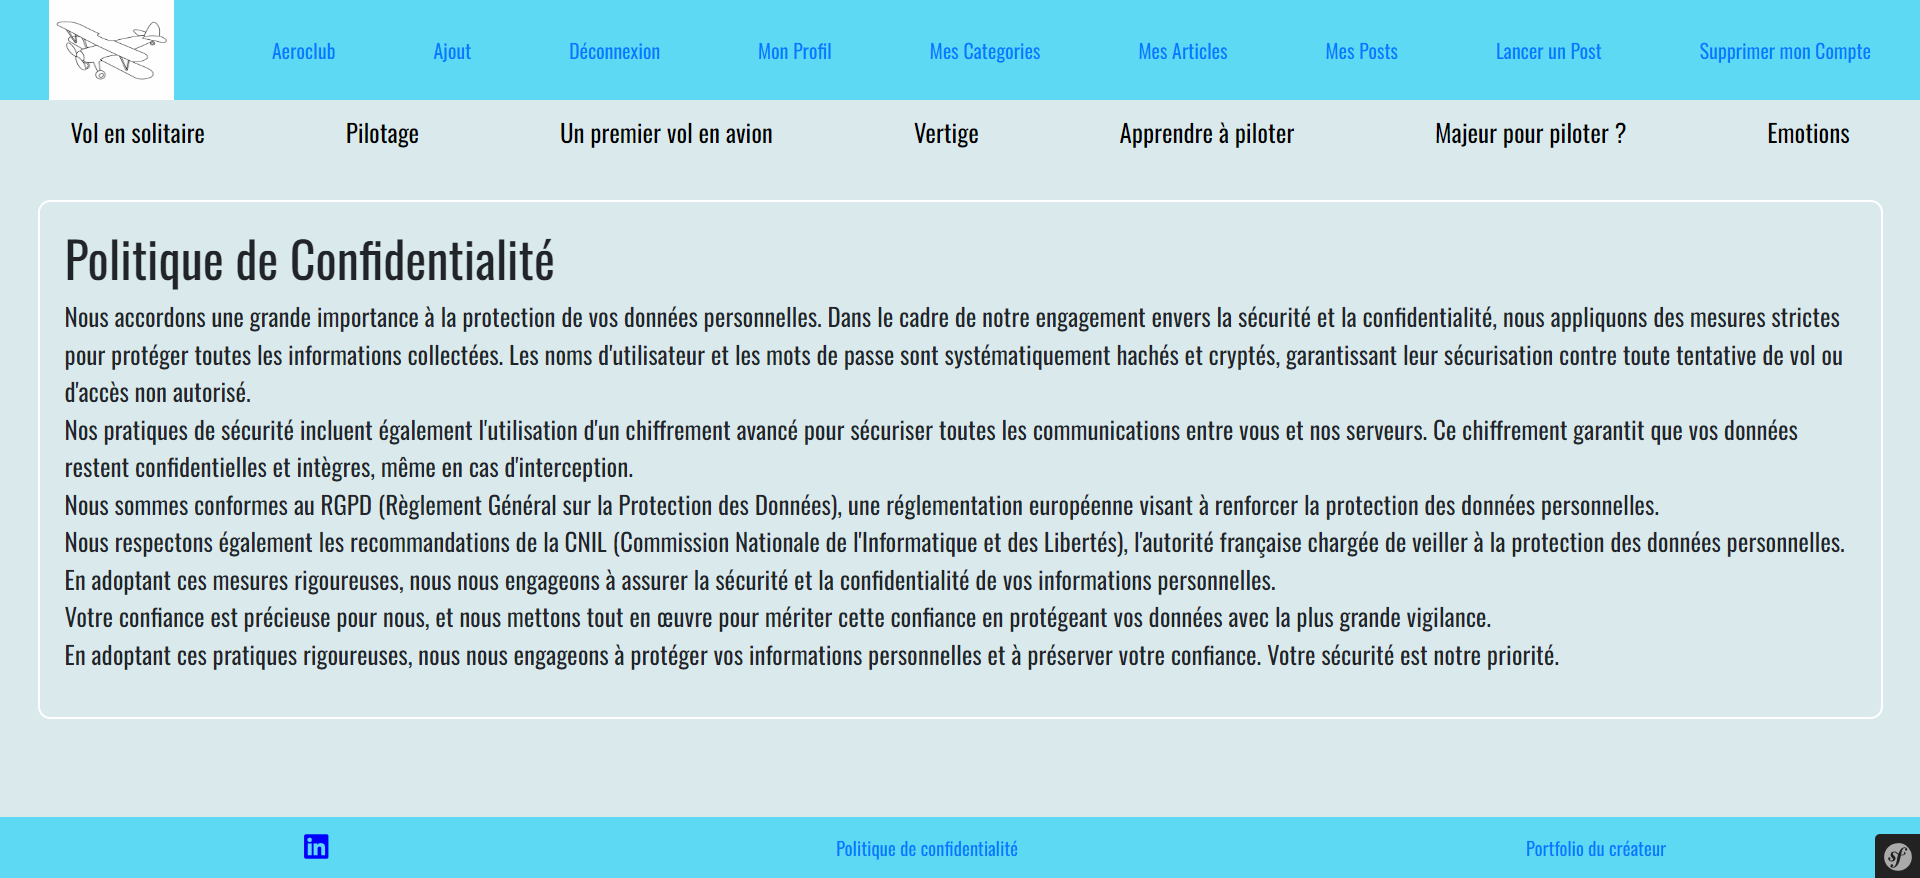 Aeroclub
Ajout
Déconnexion
Mon Profil
Mes Categories
Mes Articles
Mes Posts
Lancer un Post
Supprimer mon Compte
Vol en solitaire
Pilotage
Un premier vol en avion
Vertige
Apprendre à piloter
Majeur pour piloter ?
Emotions
Politique de Confidentialité
Nous accordons une grande importance à la protection de vos données personnelles. Dans le cadre de notre engagement envers la sécurité et la confidentialité, nous appliquons des mesures strictes
pour protéger toutes les informations collectées. Les noms d'utilisateur et les mots de passe sont systématiquement hachés et cryptés, garantissant leur sécurisation contre toute tentative de vol ou
d'accès non autorisé.
Nos pratiques de sécurité incluent également l'utilisation d'un chiffrement avancé pour sécuriser toutes les communications entre vous et nos serveurs. Ce chiffrement garantit que vos données
restent confidentielles et intègres, même en cas d'interception.
Nous sommes conformes au RGPD (Règlement Général sur la Protection des Données), une réglementation européenne visant à renforcer la protection des données personnelles.
Nous respectons également les recommandations de la CNIL (Commission Nationale de l'Informatique et des Libertés), l'autorité française chargée de veiller à la protection des données personnelles.
En adoptant ces mesures rigoureuses, nous nous engageons à assurer la sécurité et la confidentialité de vos informations personnelles.
Votre confiance est précieuse pour nous, et nous mettons tout en œuvre pour mériter cette confiance en protégeant vos données avec la plus grande vigilance.
En adoptant ces pratiques rigoureuses, nous nous engageons à protéger vos informations personnelles et à préserver votre confiance. Votre sécurité est notre priorité.
in
Politique de confidentialité
Portfolio du créateur
sf